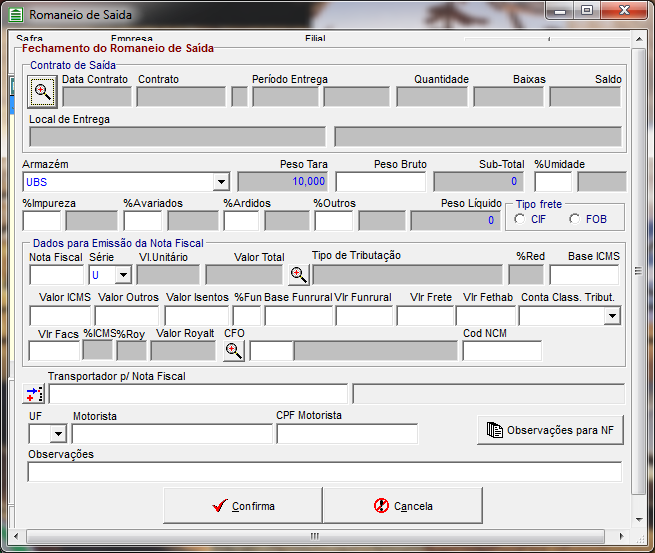 Romaneio de Saida
Safra Empresa Filial
Fechamento do Romaneio de Saída
Contrato de Saída
Data Contrato Contrato Período Entrega Quantidade Baixas Saldo
Local de Entrega
Armazém Peso Tara Peso Bruto Sub-Total %Umidade
UBS 10,000 0
%Impureza %Avariados %Ardidos %Outros Peso Líquido Tipo frete
0 CIF FOB
Dados para Emissão da Nota Fiscal
Nota Fiscal Série Vl.Unitário Valor Total Tipo de Tributação %Red Base ICMS
U
Valor ICMS Valor Outros Valor Isentos %Fun Base Funrural Vlr Funrural Vlr Frete Vlr Fethab Conta Class. Tribut.
Vlr Facs %ICMS %Roy Valor Royalt CFO Cod NCM
Transportador p/ Nota Fiscal
UF Motorista CPF Motorista
Observações para NF
Observações
Confirma Cancela